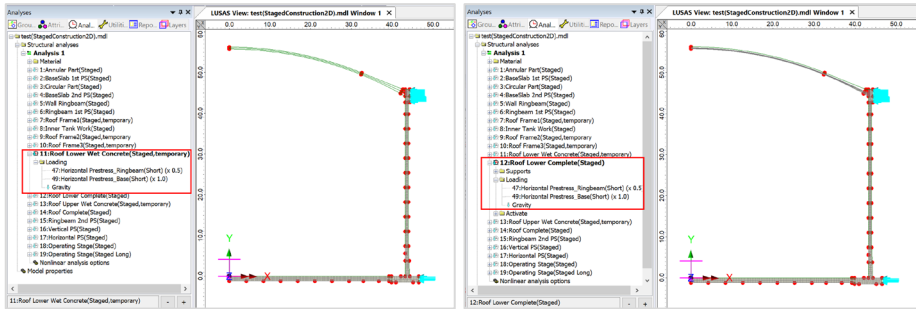 Analyses
Grou... Attri... Anal... Utiliti... Repo... Layers
test(StagedConstruction2D).mdl
Structural analyses
Analysis 1
Material
1:Annular Part(Staged)
2:BaseSlab 1st PS(Staged)
3:Circular Part(Staged)
4:BaseSlab 2nd PS(Staged)
5:Wall Ringbeam(Staged)
6:Ringbeam 1st PS(Staged)
7:Roof Frame1(Staged,temporary)
8:Inner Tank Work(Staged)
9:Roof Frame2(Staged,temporary)
10:Roof Frame3(Staged,temporary)
11:Roof Lower Wet Concrete(Staged,temporary)
Loading
47:Horizontal Prestress_Ringbeam(Short) (x 0.5)
49:Horizontal Prestress_Base(Short) (x 1.0)
Gravity
12:Roof Lower Complete(Staged)
13:Roof Upper Wet Concrete(Staged,temporary)
14:Roof Complete(Staged)
15:Ringbeam 2nd PS(Staged)
16:Vertical PS(Staged)
17:Horizontal PS(Staged)
18:Operating Stage(Staged)
19:Operating Stage(Staged Long)
Nonlinear analysis options
Model properties
11:Roof Lower Wet Concrete(Staged,temporary)
- +
LUSAS View: test(StagedConstruction2D).mdl Window 1 X
0.0 10.0 20.0 30.0 40.0 50.0
60.0
50.0
30.0
20.0
10.0
0.0
Y
X
Analyses
Grou... Attri... Anal... Utiliti... Repo... Layers
test(StagedConstruction2D).mdl
Structural analyses
Analysis 1
Material
1:Annular Part(Staged)
2:BaseSlab 1st PS(Staged)
3:Circular Part(Staged)
4:BaseSlab 2nd PS(Staged)
5:Wall Ringbeam(Staged)
6:Ringbeam 1st PS(Staged)
7:Roof Frame1(Staged,temporary)
8:Inner Tank Work(Staged)
9:Roof Frame2(Staged,temporary)
10:Roof Frame3(Staged,temporary)
11:Roof Lower Wet Concrete(Staged,temporary)
12:Roof Lower Complete(Staged)
Supports
Loading
47:Horizontal Prestress_Ringbeam(Short) (x 0.5
49:Horizontal Prestress_Base(Short) (x 1.0)
Gravity
Activate
13:Roof Upper Wet Concrete(Staged,temporary)
14:Roof Complete(Staged)
15:Ringbeam 2nd PS(Staged)
16:Vertical PS(Staged)
17:Horizontal PS(Staged)
18:Operating Stage(Staged)
19:Operating Stage(Staged Long)
Nonlinear analysis options
12:Roof Lower Complete(Staged)
- +
LUSAS View: test(StagedConstruction2D).mdl Window 1 X
0.0 10.0 20.0 30.0 40.0 50.0
60.0
50.0
30.0
20.0
10.0
0.0
Y
X